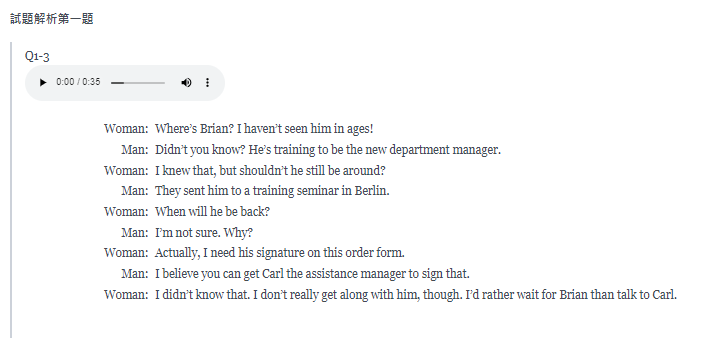 試題解析第一題
Q1-3
0:00 / 0:35
Woman: Where's Brian? I haven't seen him in ages!
Man: Didn't you know? He's training to be the new department manager.
Woman: I knew that, but shouldn't he still be around?
Man: They sent him to a training seminar in Berlin.
Woman: When will he be back?
Man: I'm not sure. Why?
Woman: Actually, I need his signature on this order form.
Man: I believe you can get Carl the assistance manager to sign that.
Woman: I didn't know that. I don't really get along with him, though. I'd rather wait for Brian than talk to Carl.